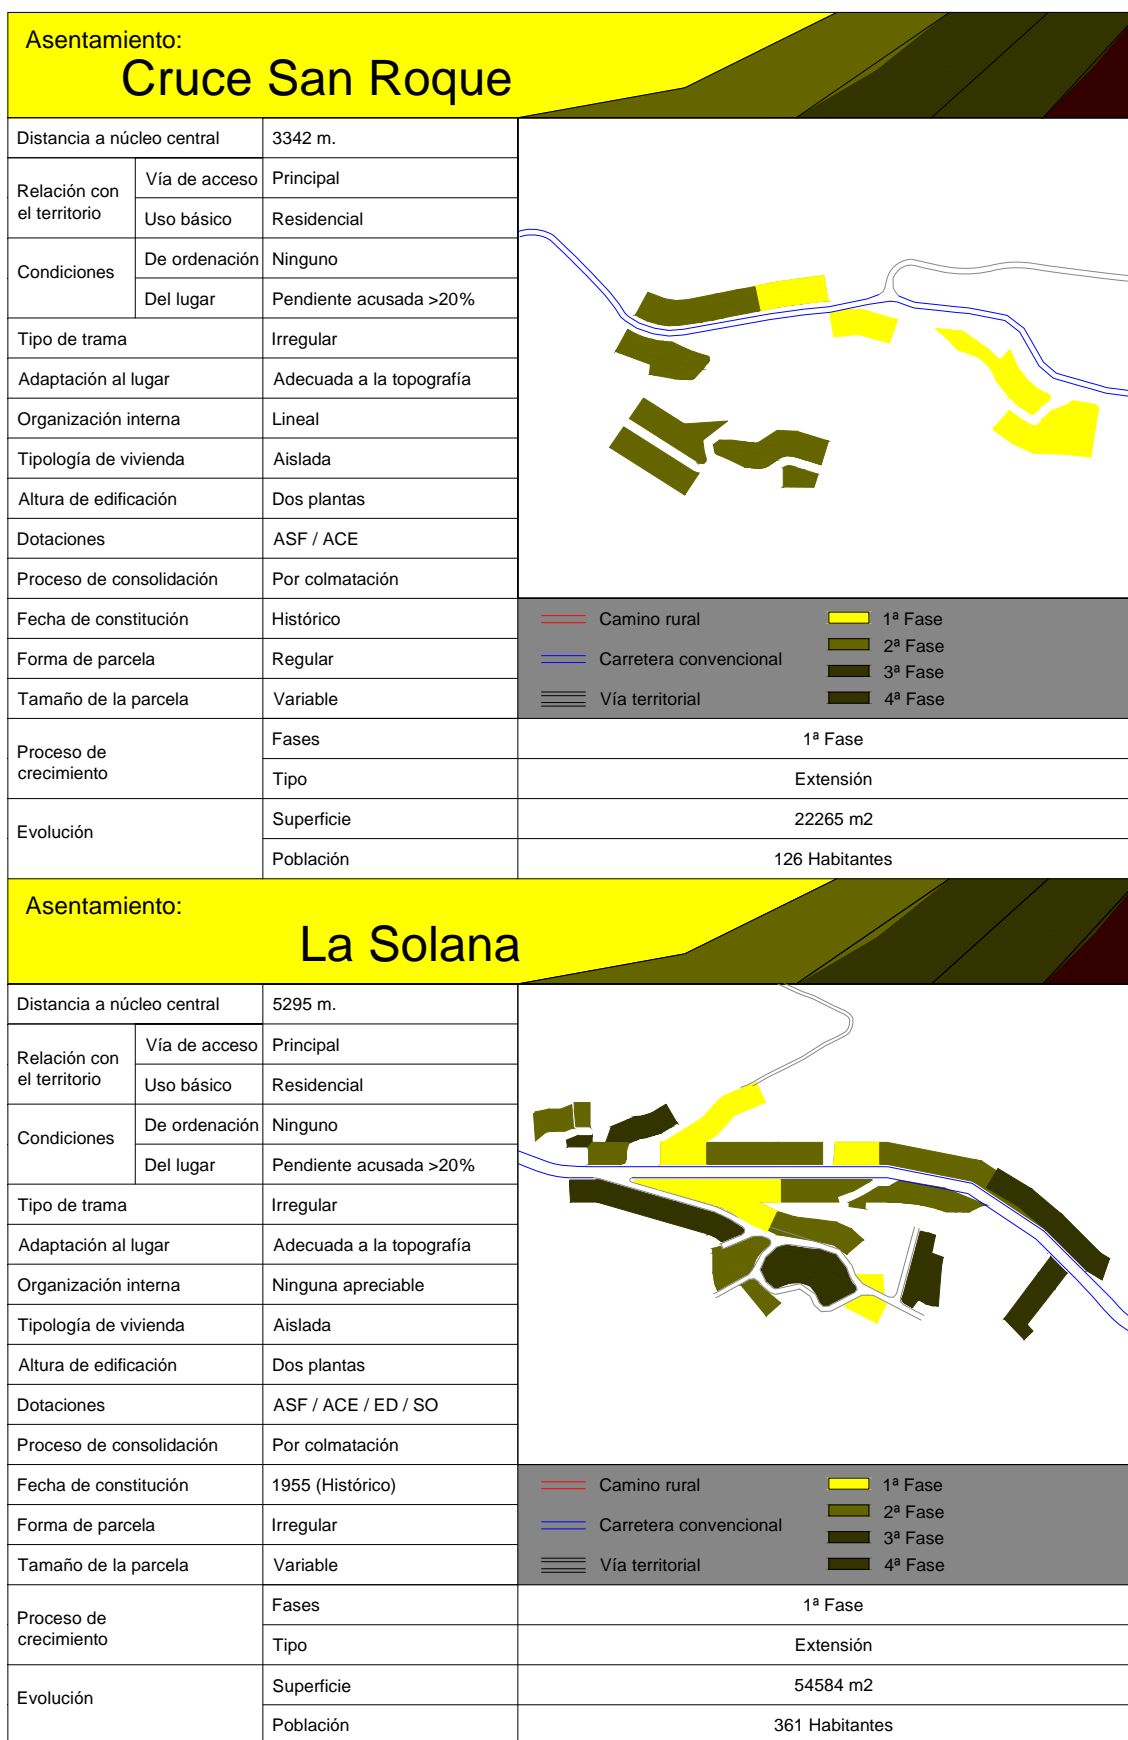 Asentamiento:
Cruce San Roque
Distancia a núcleo central 3342 m.
Relación con el territorio Vía de acceso Principal
Uso básico Residencial
Condiciones De ordenación Ninguno
Del lugar Pendiente acusada >20%
Tipo de trama Irregular
Adaptación al lugar Adecuada a la topografía
Organización interna Lineal
Tipología de vivienda Aislada
Altura de edificación Dos plantas
Dotaciones ASF / ACE
Proceso de consolidación Por colmatación
Fecha de constitución Histórico
Forma de parcela Regular
Tamaño de la parcela Variable
Camino rural
Carretera convencional
Vía territorial
1ª Fase
2ª Fase
3ª Fase
4ª Fase
Proceso de crecimiento Fases 1ª Fase
Tipo Extensión
Evolución Superficie 22265 m2
Población 126 Habitantes
Asentamiento:
La Solana
Distancia a núcleo central 5295 m.
Relación con el territorio Vía de acceso Principal
Uso básico Residencial
Condiciones De ordenación Ninguno
Del lugar Pendiente acusada >20%
Tipo de trama Irregular
Adaptación al lugar Adecuada a la topografía
Organización interna Ninguna apreciable
Tipología de vivienda Aislada
Altura de edificación Dos plantas
Dotaciones ASF / ACE / ED / SO
Proceso de consolidación Por colmatación
Fecha de constitución 1955 (Histórico)
Forma de parcela Irregular
Tamaño de la parcela Variable
Camino rural
Carretera convencional
Vía territorial
1ª Fase
2ª Fase
3ª Fase
4ª Fase
Proceso de crecimiento Fases 1ª Fase
Tipo Extensión
Evolución Superficie 54584 m2
Población 361 Habitantes